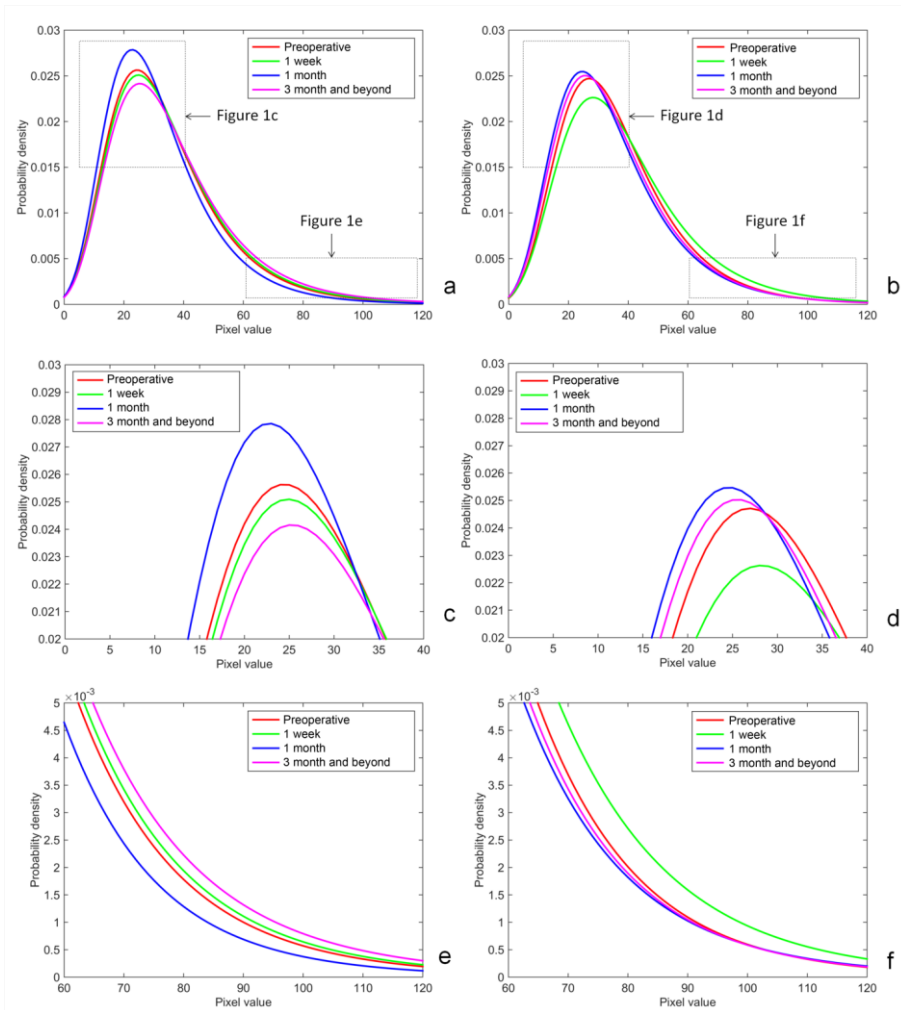 0.03
0.025
0.02
0.015
0.01
0.005
0
Probability density
0 20 40 60 80 100 120
Pixel value
Preoperative
1 week
1 month
3 month and beyond
Figure 1c
Figure 1e
a
0.03
0.025
0.02
0.015
0.01
0.005
0
Probability density
0 20 40 60 80 100 120
Pixel value
Preoperative
1 week
1 month
3 month and beyond
Figure 1d
Figure 1f
b
0.03
0.029
0.028
0.027
0.026
0.025
0.024
0.023
0.022
0.021
0.02
Probability density
0 5 10 15 20 25 30 35 40
Pixel value
Preoperative
1 week
1 month
3 month and beyond
c
0.03
0.029
0.028
0.027
0.026
0.025
0.024
0.023
0.022
0.021
0.02
Probability density
0 5 10 15 20 25 30 35 40
Pixel value
Preoperative
1 week
1 month
3 month and beyond
d
× 10⁻³
5
4.5
4
3.5
3
2.5
2
1.5
1
0.5
0
Probability density
60 70 80 90 100 110 120
Pixel value
Preoperative
1 week
1 month
3 month and beyond
e
× 10⁻³
5
4.5
4
3.5
3
2.5
2
1.5
1
0.5
0
Probability density
60 70 80 90 100 110 120
Pixel value
Preoperative
1 week
1 month
3 month and beyond
f